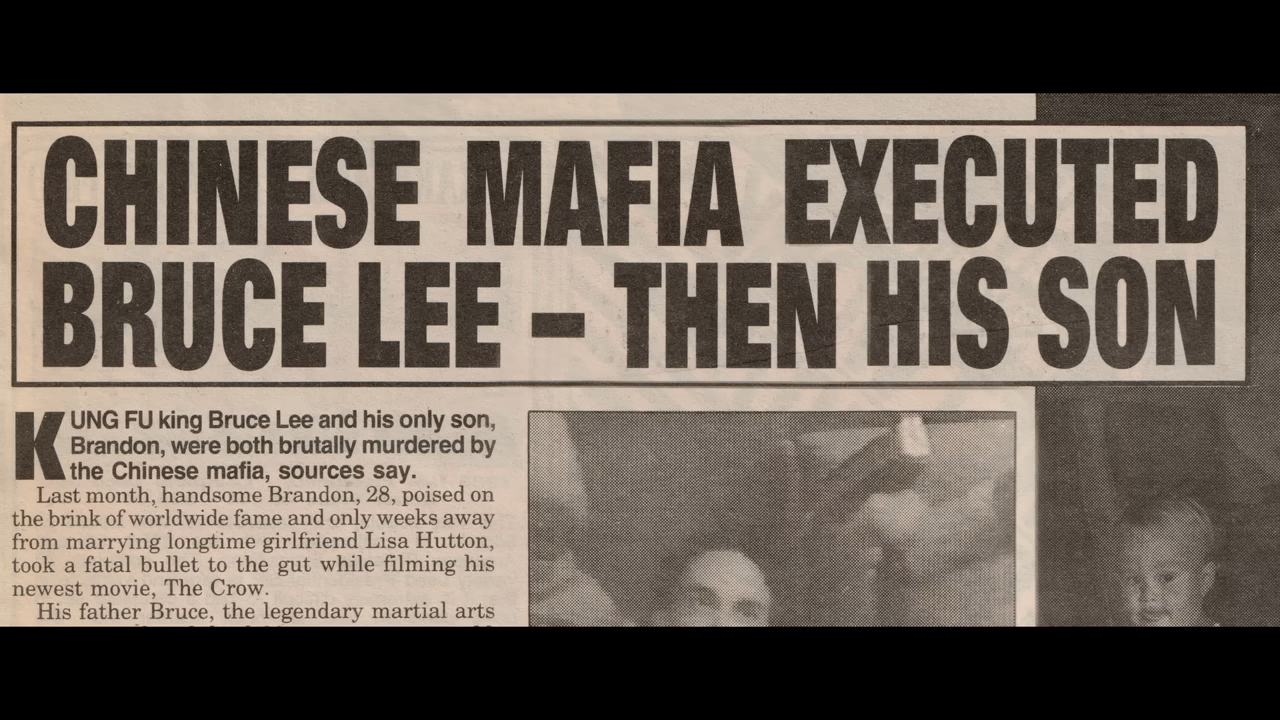 CHINESE MAFIA EXECUTED
BRUCE LEE – THEN HIS SON
KUNG FU king Bruce Lee and his only son,
Brandon, were both brutally murdered by
the Chinese mafia, sources say.
Last month, handsome Brandon, 28, poised on
the brink of worldwide fame and only weeks away
from marrying longtime girlfriend Lisa Hutton,
took a fatal bullet to the gut while filming his
newest movie, The Crow.
His father Bruce, the legendary martial arts